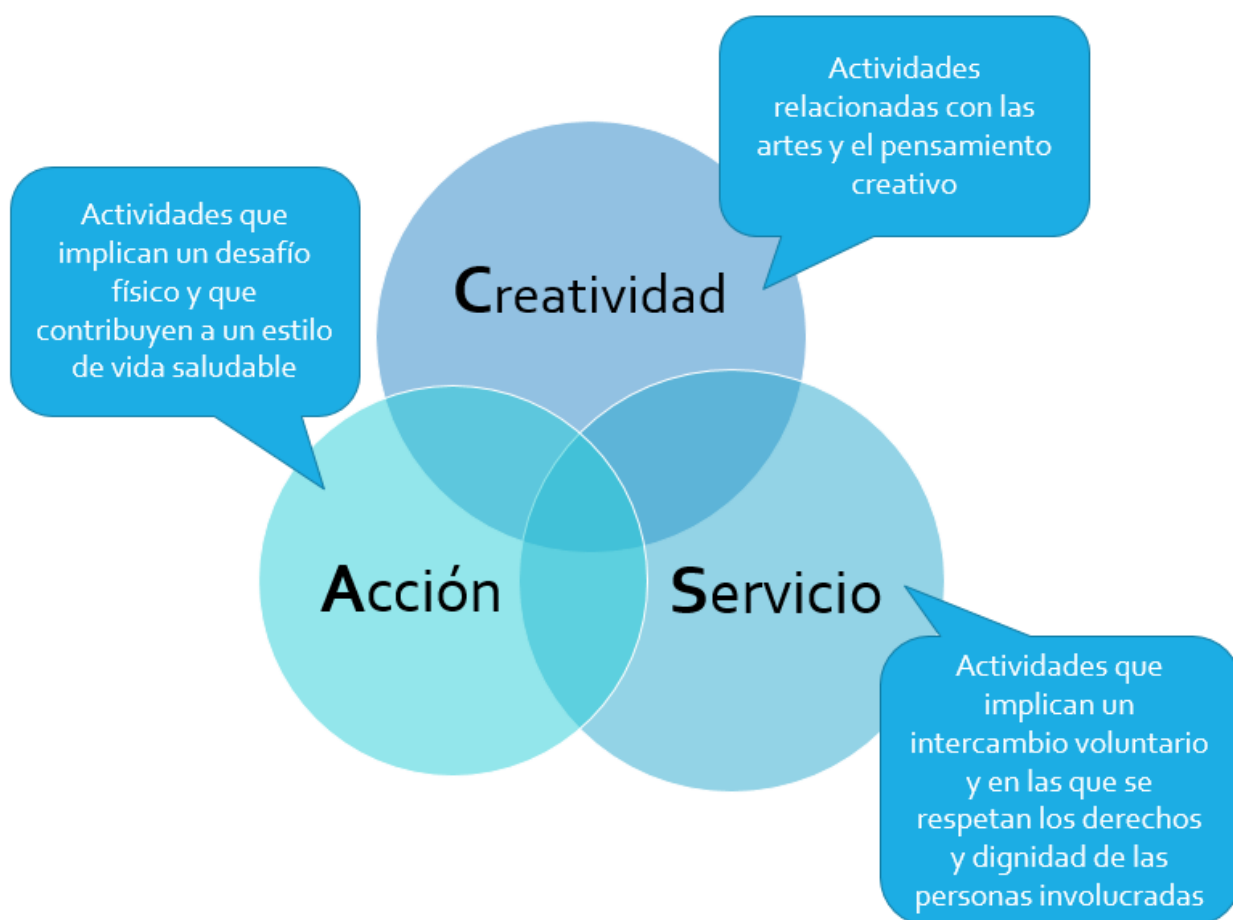 Actividades
relacionadas con las
artes y el pensamiento
creativo
Actividades que
implican un desafío
físico y que
contribuyen a un estilo
de vida saludable
Creatividad
Acción
Servicio
Actividades que
implican un
intercambio voluntario
y en las que se
respetan los derechos
y dignidad de las
personas involucradas